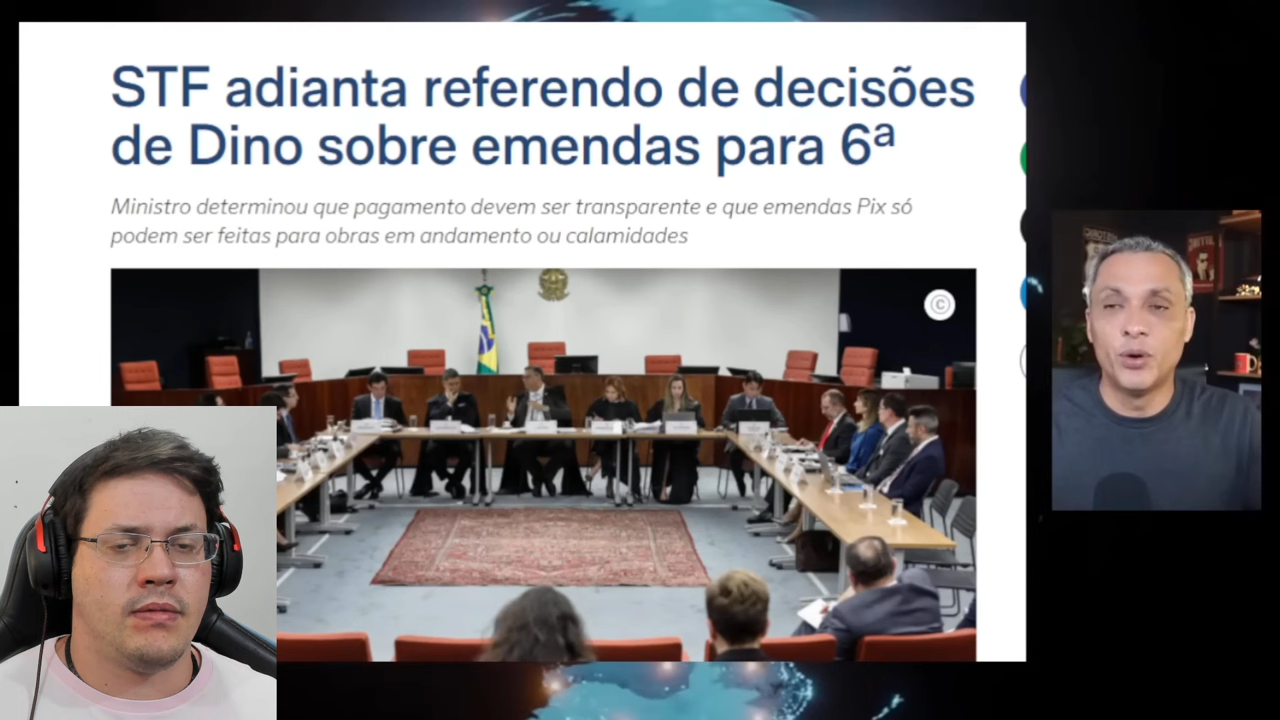 STF adianta referendo de decisões
de Dino sobre emendas para 6ª
Ministro determinou que pagamento devem ser transparente e que emendas Pix só
podem ser feitas para obras em andamento ou calamidades
©